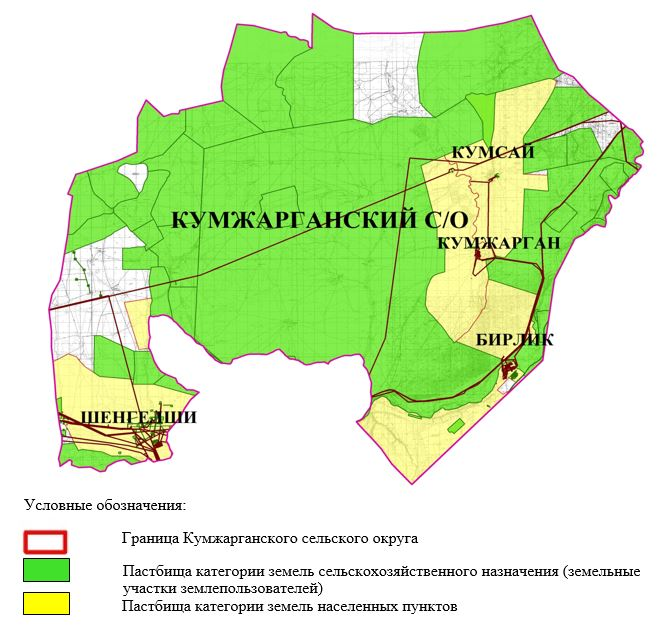 КУМСАЙ
КУМЖАРГАНСКИЙ С/О
КУМЖАРГАН
БИРЛИК
ШЕНГЕЛШИ
Условные обозначения:
Граница Кумжарганского сельского округа
Пастбища категории земель сельскохозяйственного назначения (земельные
участки землепользователей)
Пастбища категории земель населенных пунктов